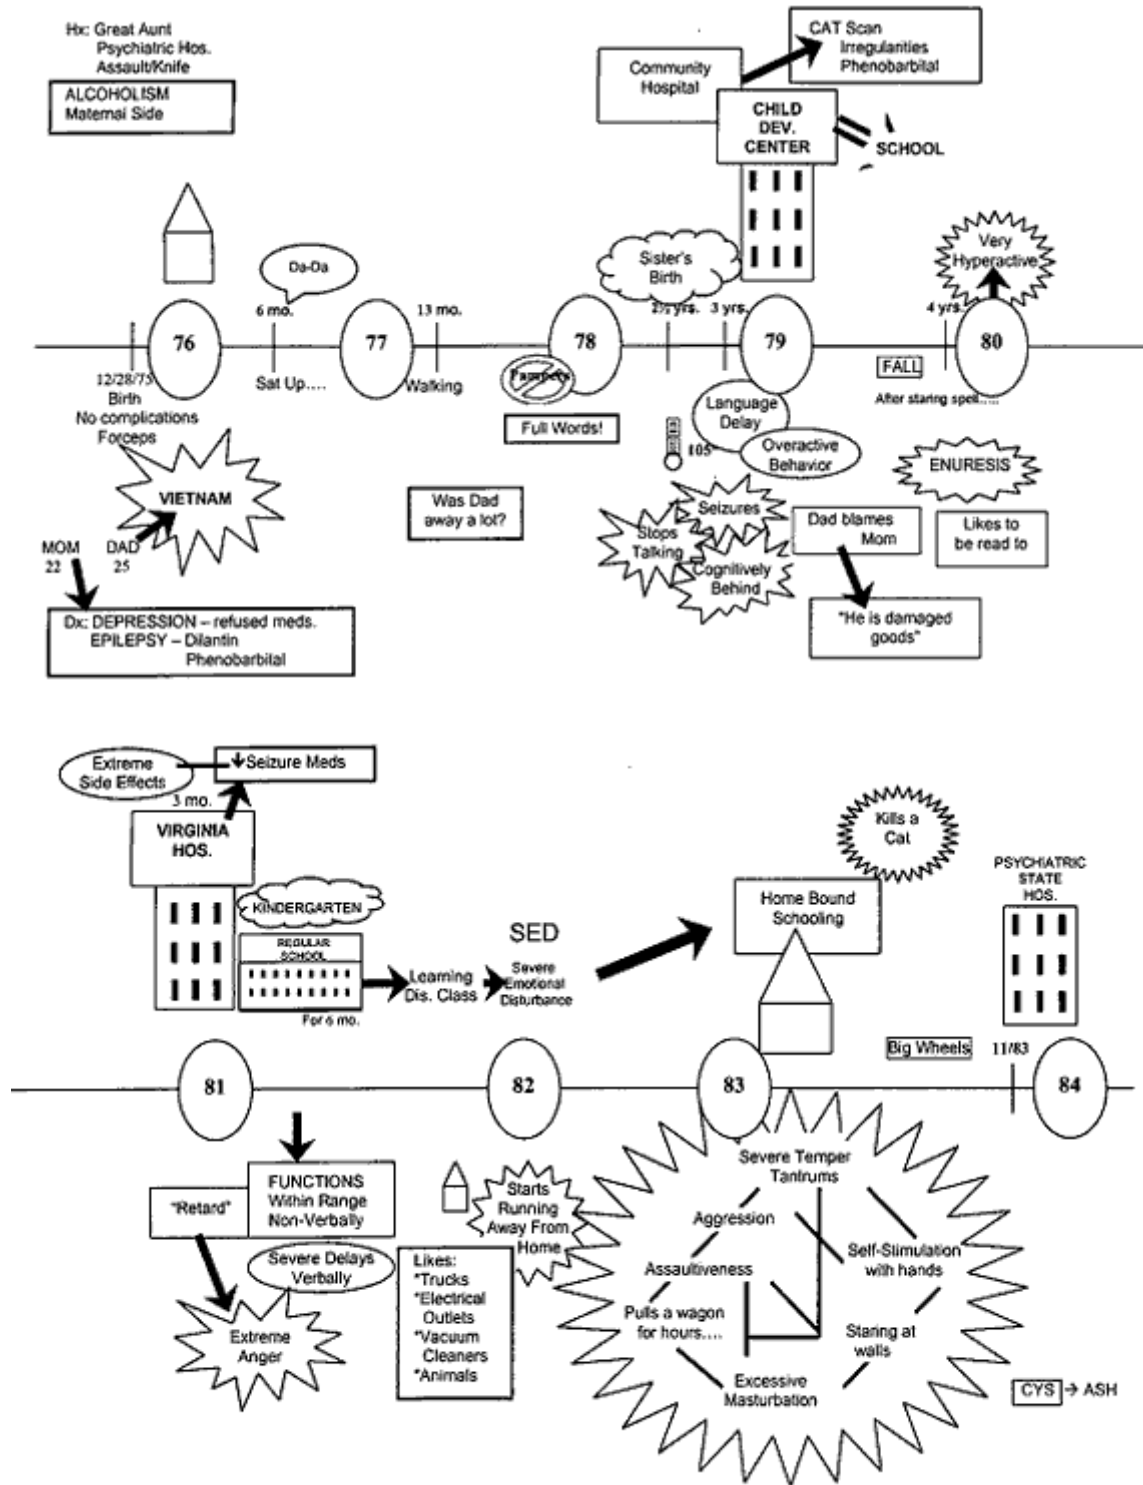 Hx: Great Aunt
Psychiatric Hos.
Assault/Knife
ALCOHOLISM
Maternal Side
Community
Hospital
CAT Scan
Irregularities
Phenobarbital
CHILD
DEV.
CENTER
SCHOOL
Da-Da
Sister's
Birth
Very
Hyperactive
6 mo.
13 mo.
2½ yrs.
3 yrs.
4 yrs.
76
77
78
79
80
12/28/75
Birth
No complications
Forceps
Sat Up....
Walking
Pampers
Full Words!
FALL
After staring spell.....
Language
Delay
105°
Overactive
Behavior
ENURESIS
VIETNAM
Was Dad
away a lot?
Seizures
Stops
Talking
Cognitively
Behind
Dad blames
Mom
Likes to
be read to
MOM
22
DAD
25
Dx: DEPRESSION – refused meds.
EPILEPSY – Dilantin
Phenobarbital
"He is damaged
goods"
Extreme
Side Effects
↓Seizure Meds
3 mo.
VIRGINIA
HOS.
KINDERGARTEN
REGULAR
SCHOOL
For 6 mo.
Learning
Dis. Class
SED
Severe
Emotional
Disturbance
Home Bound
Schooling
Kills a
Cat
PSYCHIATRIC
STATE
HOS.
Big Wheels
11/83
81
82
83
84
"Retard"
FUNCTIONS
Within Range
Non-Verbally
Severe Delays
Verbally
Extreme
Anger
Likes:
*Trucks
*Electrical
Outlets
*Vacuum
Cleaners
*Animals
Starts
Running
Away From
Home
Severe Temper
Tantrums
Aggression
Self-Stimulation
with hands
Assaultiveness
Pulls a wagon
for hours....
Staring at
walls
Excessive
Masturbation
CYS → ASH